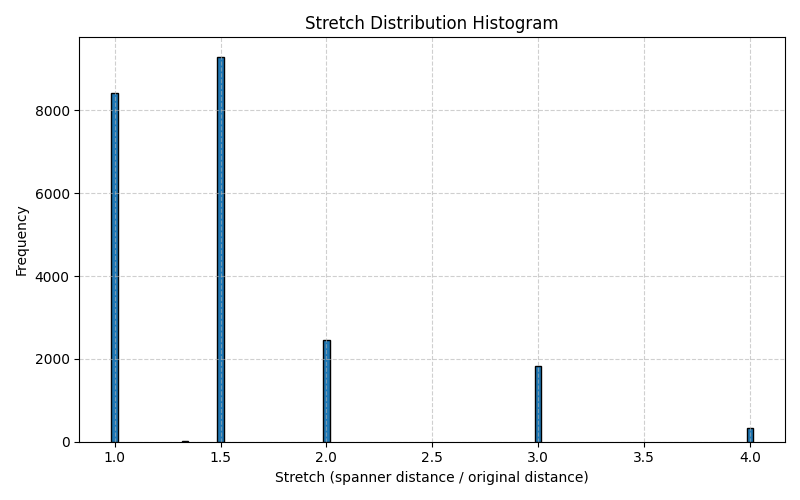 Stretch Distribution Histogram
Frequency
8000
6000
4000
2000
0
1.0 1.5 2.0 2.5 3.0 3.5 4.0
Stretch (spanner distance / original distance)